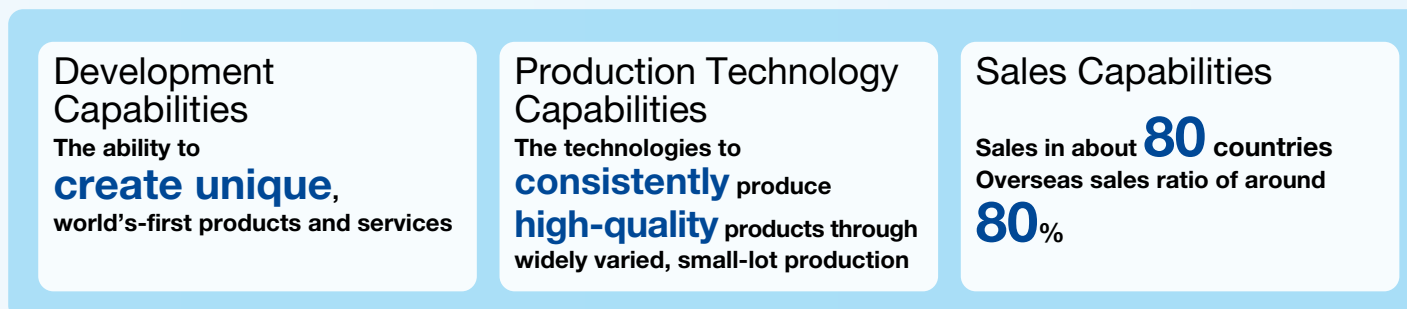 Development
Capabilities
The ability to
create unique,
world's-first products and services
Production Technology
Capabilities
The technologies to
consistently produce
high-quality products through
widely varied, small-lot production
Sales Capabilities
Sales in about 80 countries
Overseas sales ratio of around
80%